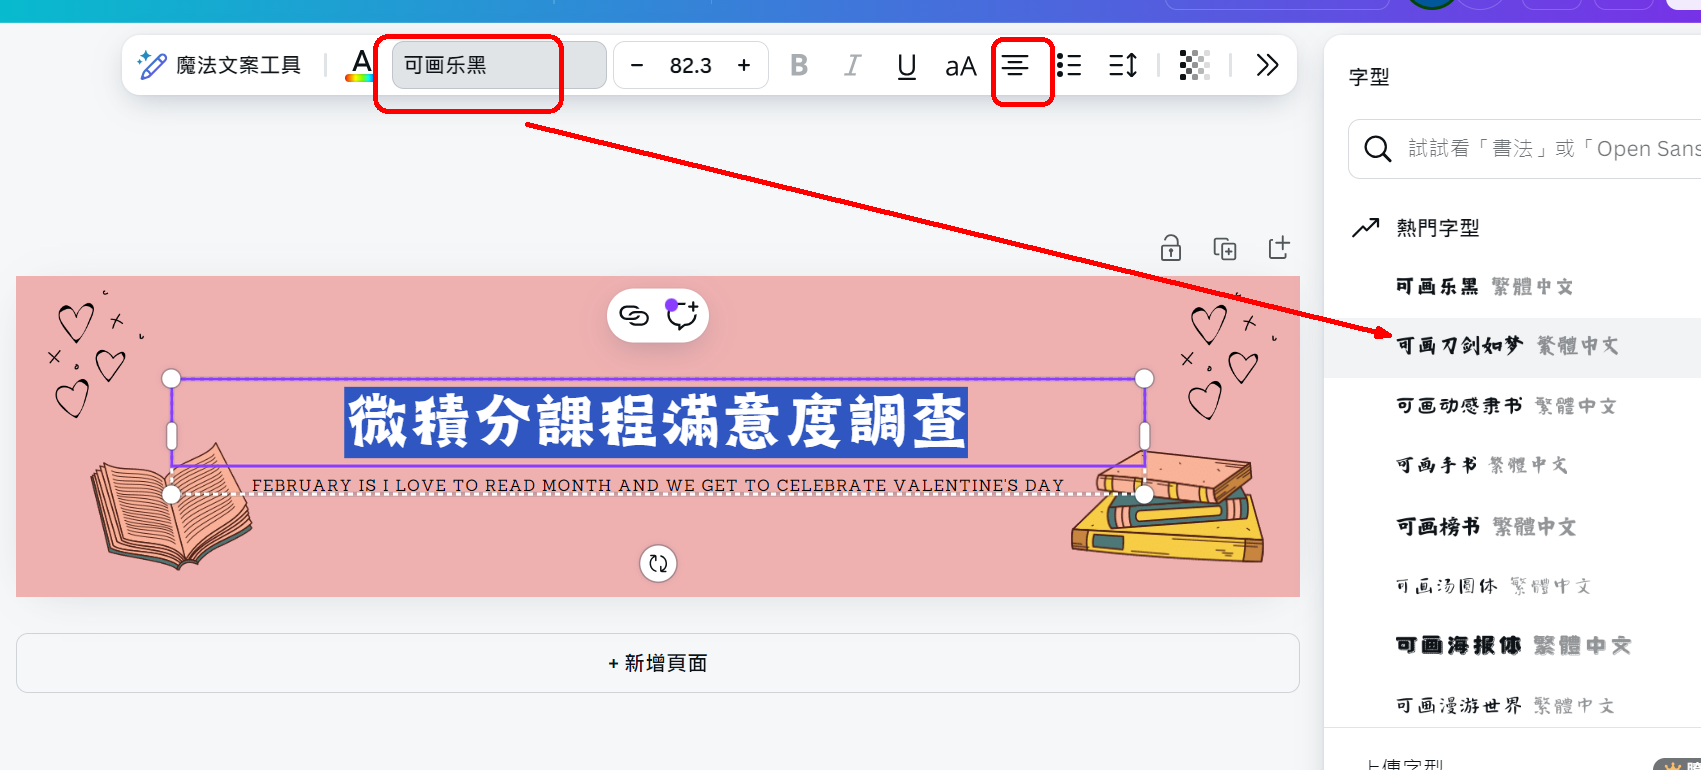 魔法文案工具
A
可画乐黑
− 82.3 +
B I U aA
字型
試試看「書法」或「Open Sans
熱門字型
可画乐黑 繁體中文
可画刀剑如梦 繁體中文
可画动感隶书 繁體中文
可画手书 繁體中文
可画榜书 繁體中文
可画汤圆体 繁體中文
可画海报体 繁體中文
可画漫游世界 繁體中文
上傳字型
微積分課程滿意度調查
FEBRUARY IS I LOVE TO READ MONTH AND WE GET TO CELEBRATE VALENTINE'S DAY
+ 新增頁面